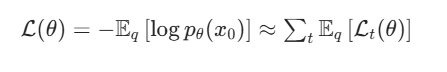 ℒ(θ) = −𝔼_q [log p_θ(x_0)] ≈ ∑_t 𝔼_q [ℒ_t(θ)]